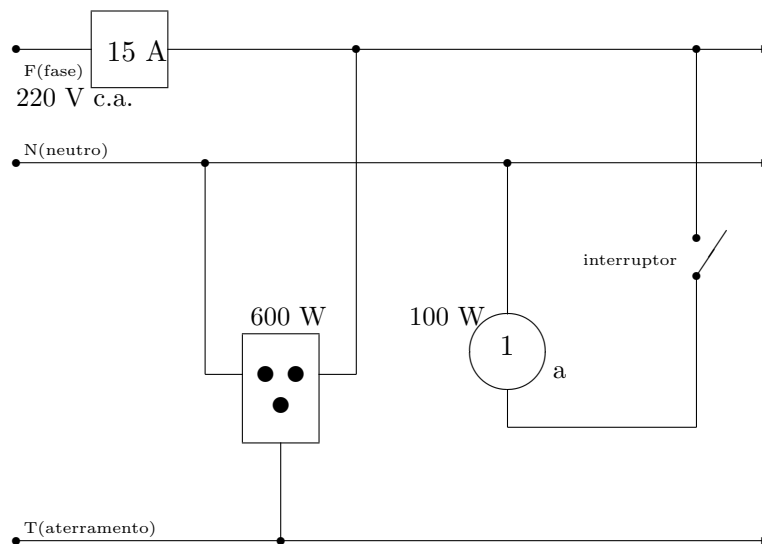 15 A
F(fase)
220 V c.a.
N(neutro)
interruptor
600 W
100 W
1
a
T(aterramento)